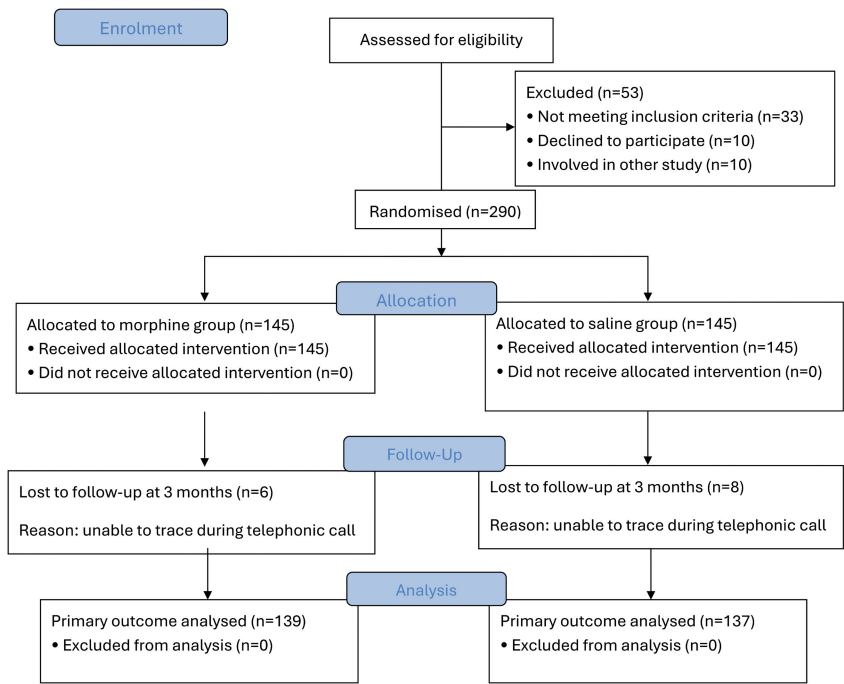 Enrolment
Assessed for eligibility
Excluded (n=53)
• Not meeting inclusion criteria (n=33)
• Declined to participate (n=10)
• Involved in other study (n=10)
Randomised (n=290)
Allocation
Allocated to morphine group (n=145)
• Received allocated intervention (n=145)
• Did not receive allocated intervention (n=0)
Allocated to saline group (n=145)
• Received allocated intervention (n=145)
• Did not receive allocated intervention (n=0)
Follow-Up
Lost to follow-up at 3 months (n=6)
Reason: unable to trace during telephonic call
Lost to follow-up at 3 months (n=8)
Reason: unable to trace during telephonic call
Analysis
Primary outcome analysed (n=139)
• Excluded from analysis (n=0)
Primary outcome analysed (n=137)
• Excluded from analysis (n=0)